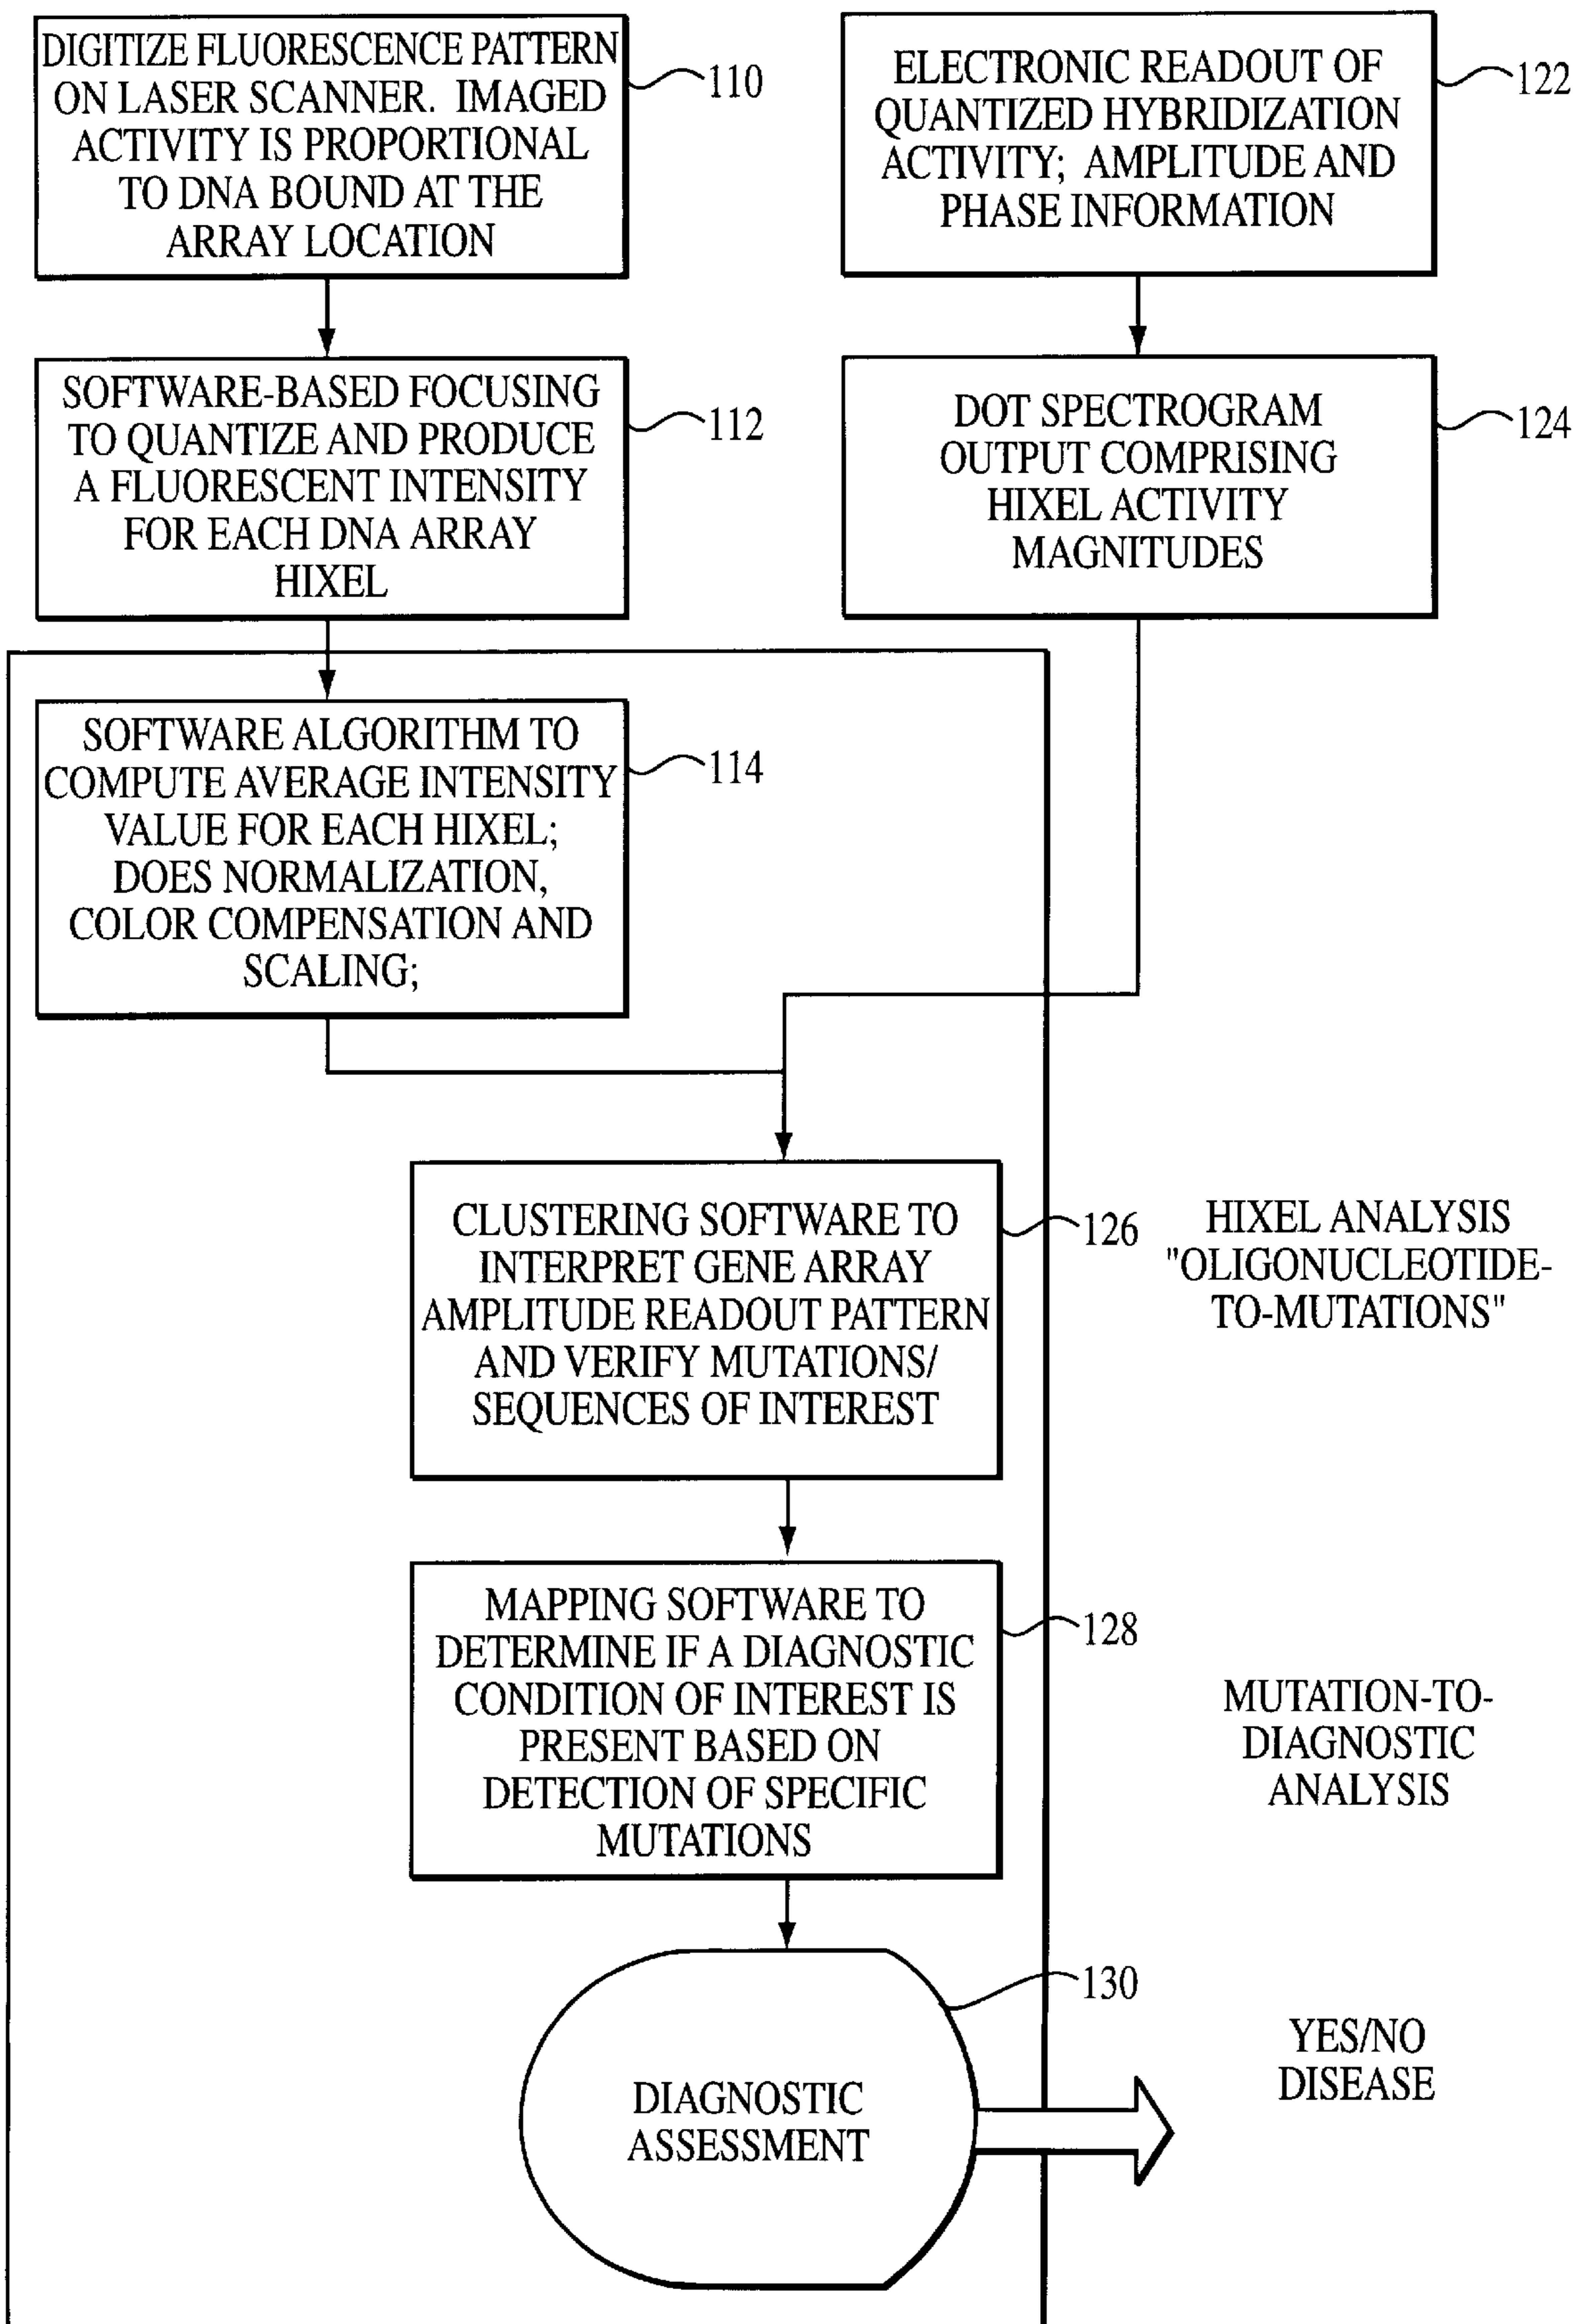 DIGITIZE FLUORESCENCE PATTERN
ON LASER SCANNER. IMAGED
ACTIVITY IS PROPORTIONAL
TO DNA BOUND AT THE
ARRAY LOCATION
110
ELECTRONIC READOUT OF
QUANTIZED HYBRIDIZATION
ACTIVITY; AMPLITUDE AND
PHASE INFORMATION
122
SOFTWARE-BASED FOCUSING
TO QUANTIZE AND PRODUCE
A FLUORESCENT INTENSITY
FOR EACH DNA ARRAY
HIXEL
112
DOT SPECTROGRAM
OUTPUT COMPRISING
HIXEL ACTIVITY
MAGNITUDES
124
SOFTWARE ALGORITHM TO
COMPUTE AVERAGE INTENSITY
VALUE FOR EACH HIXEL;
DOES NORMALIZATION,
COLOR COMPENSATION AND
SCALING;
114
CLUSTERING SOFTWARE TO
INTERPRET GENE ARRAY
AMPLITUDE READOUT PATTERN
AND VERIFY MUTATIONS/
SEQUENCES OF INTEREST
126
HIXEL ANALYSIS
"OLIGONUCLEOTIDE-
TO-MUTATIONS"
MAPPING SOFTWARE TO
DETERMINE IF A DIAGNOSTIC
CONDITION OF INTEREST IS
PRESENT BASED ON
DETECTION OF SPECIFIC
MUTATIONS
128
MUTATION-TO-
DIAGNOSTIC
ANALYSIS
130
DIAGNOSTIC
ASSESSMENT
YES/NO
DISEASE